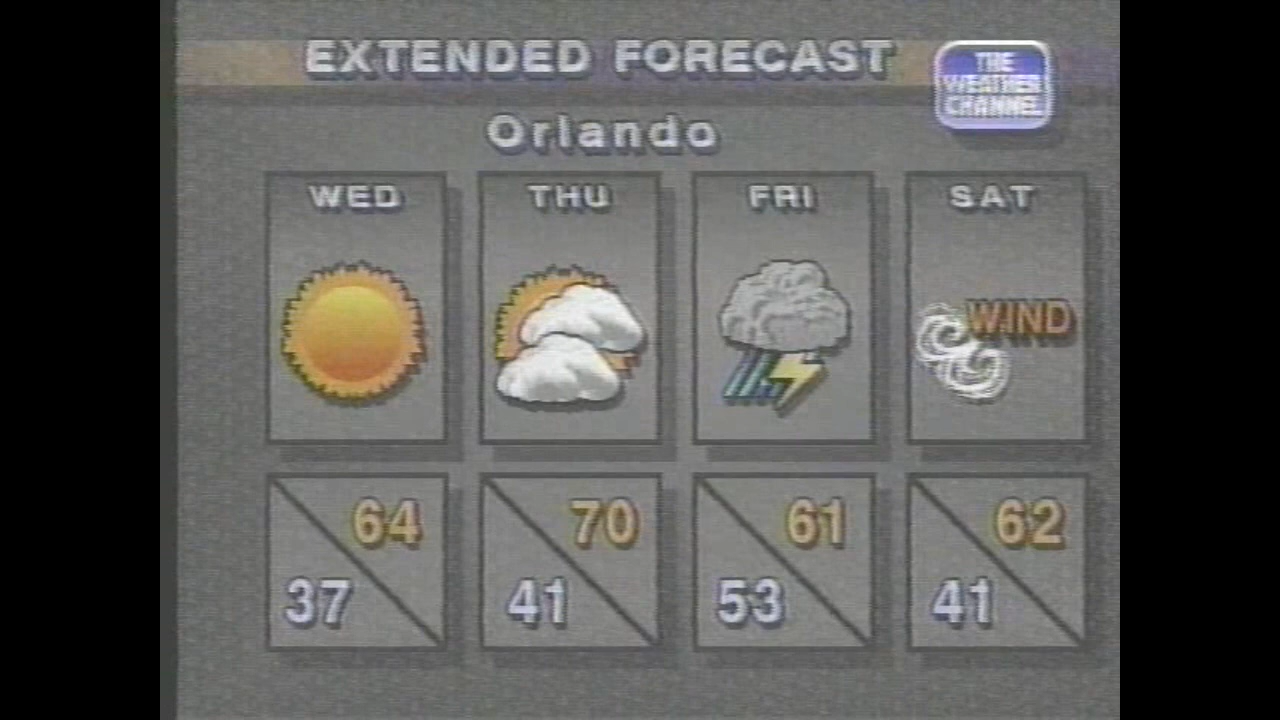 EXTENDED FORECAST
THE
WEATHER
CHANNEL
Orlando
WED THU FRI SAT
WIND
64 70 61 62
37 41 53 41